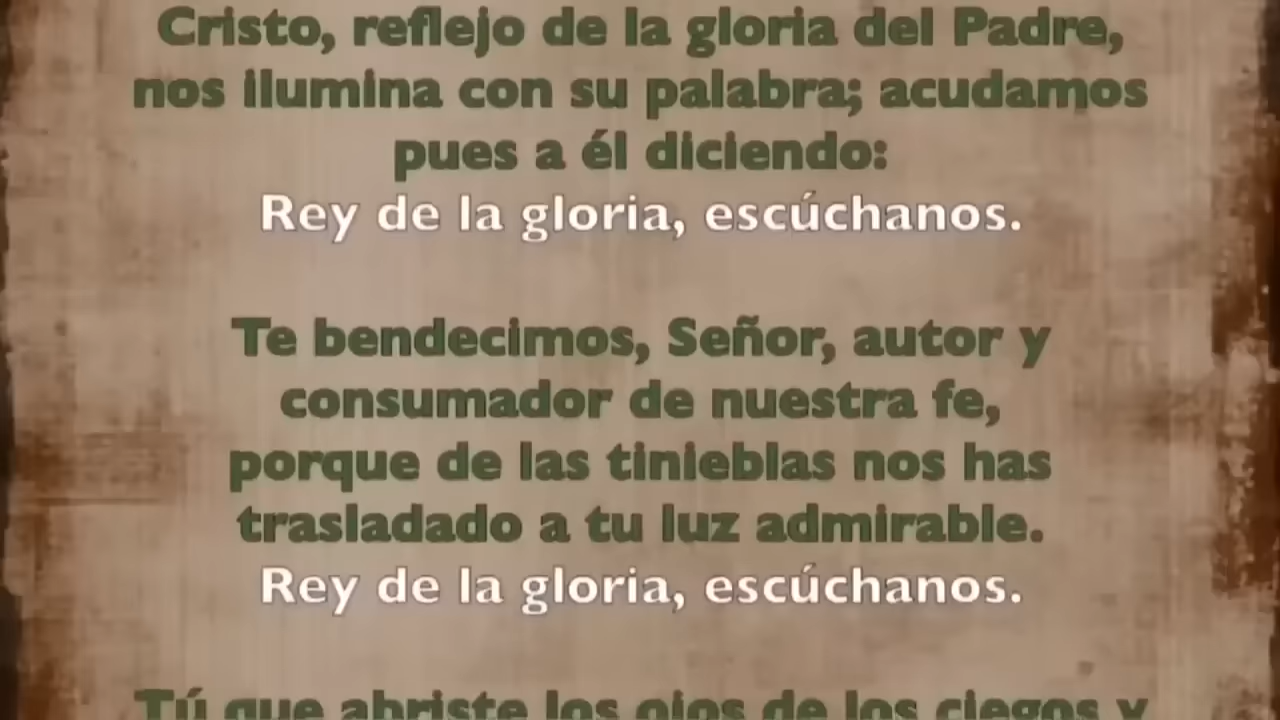 Cristo, reflejo de la gloria del Padre,
nos ilumina con su palabra; acudamos
pues a él diciendo:
Rey de la gloria, escúchanos.
Te bendecimos, Señor, autor y
consumador de nuestra fe,
porque de las tinieblas nos has
trasladado a tu luz admirable.
Rey de la gloria, escúchanos.
Tú que abriste los ojos de los ciegos y